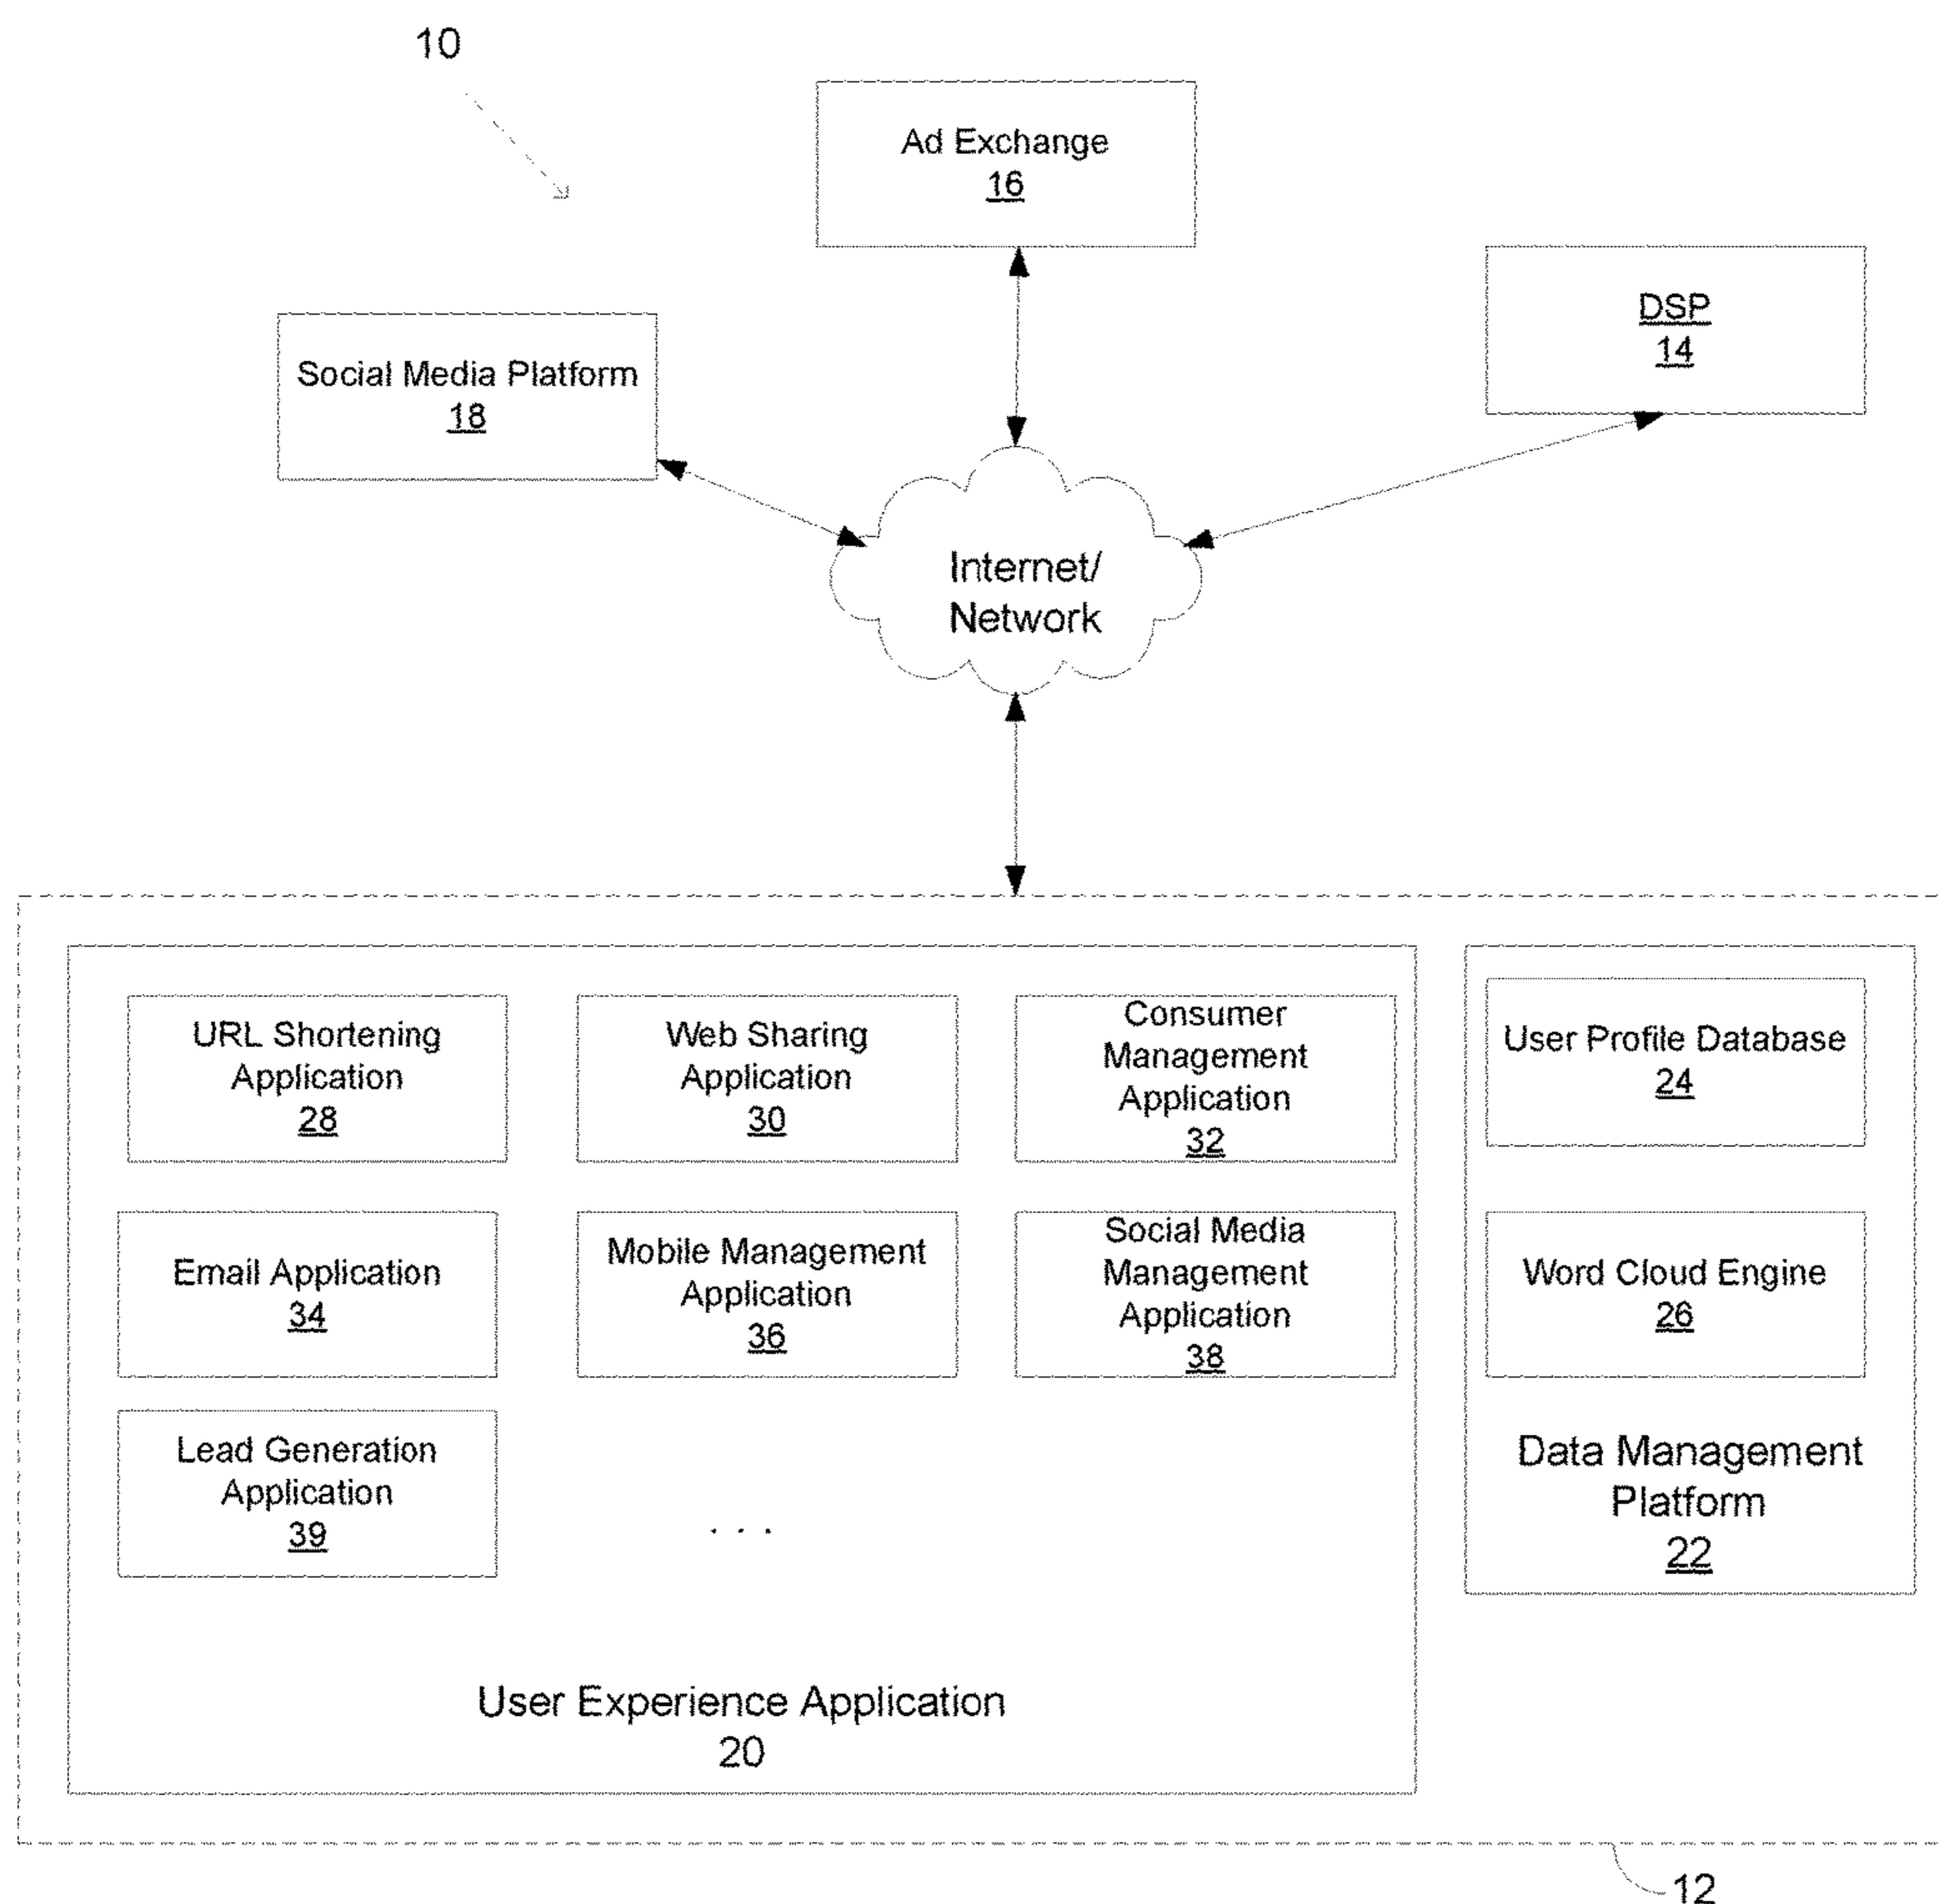 10
Ad Exchange
16
DSP
14
Social Media Platform
18
Internet/
Network
URL Shortening
Application
28
Web Sharing
Application
30
Consumer
Management
Application
32
User Profile Database
24
Email Application
34
Mobile Management
Application
36
Social Media
Management
Application
38
Word Cloud Engine
26
Lead Generation
Application
39
. . .
Data Management
Platform
22
User Experience Application
20
12